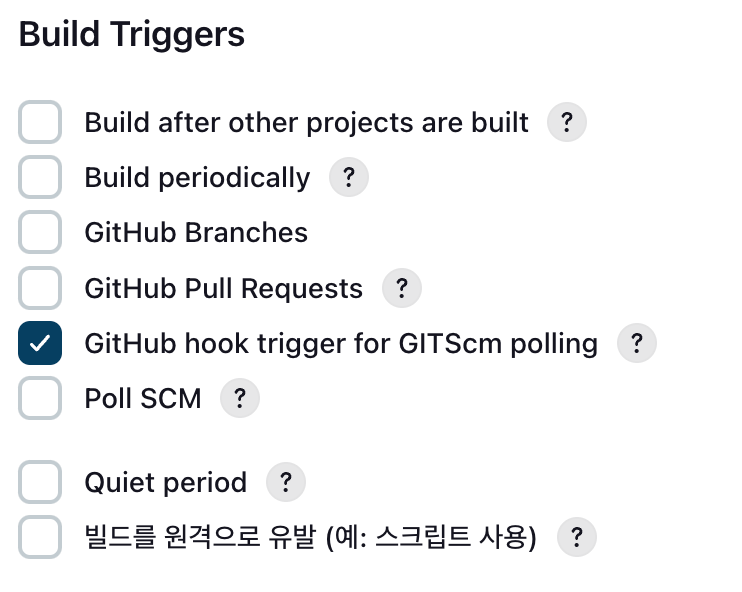 Build Triggers
Build after other projects are built ?
Build periodically ?
GitHub Branches
GitHub Pull Requests ?
GitHub hook trigger for GITScm polling ?
Poll SCM ?
Quiet period ?
빌드를 원격으로 유발 (예: 스크립트 사용) ?